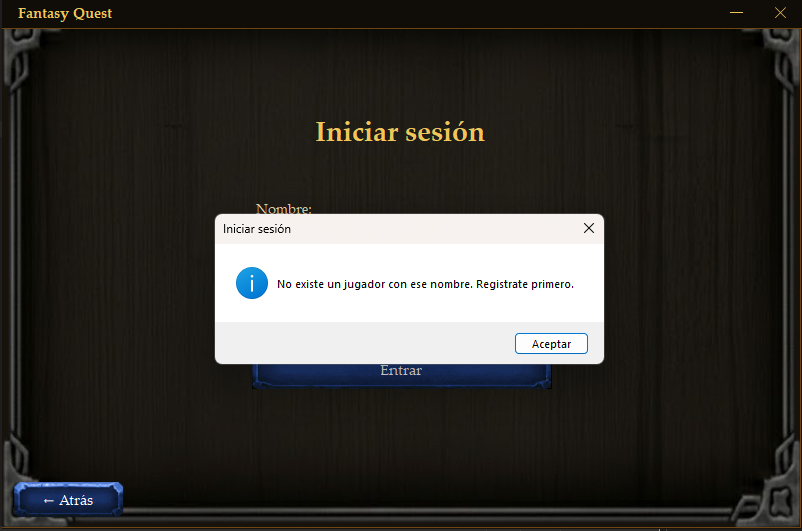 Fantasy Quest
Iniciar sesión
Nombre:
Iniciar sesión
No existe un jugador con ese nombre. Registrate primero.
Aceptar
Entrar
← Atrás